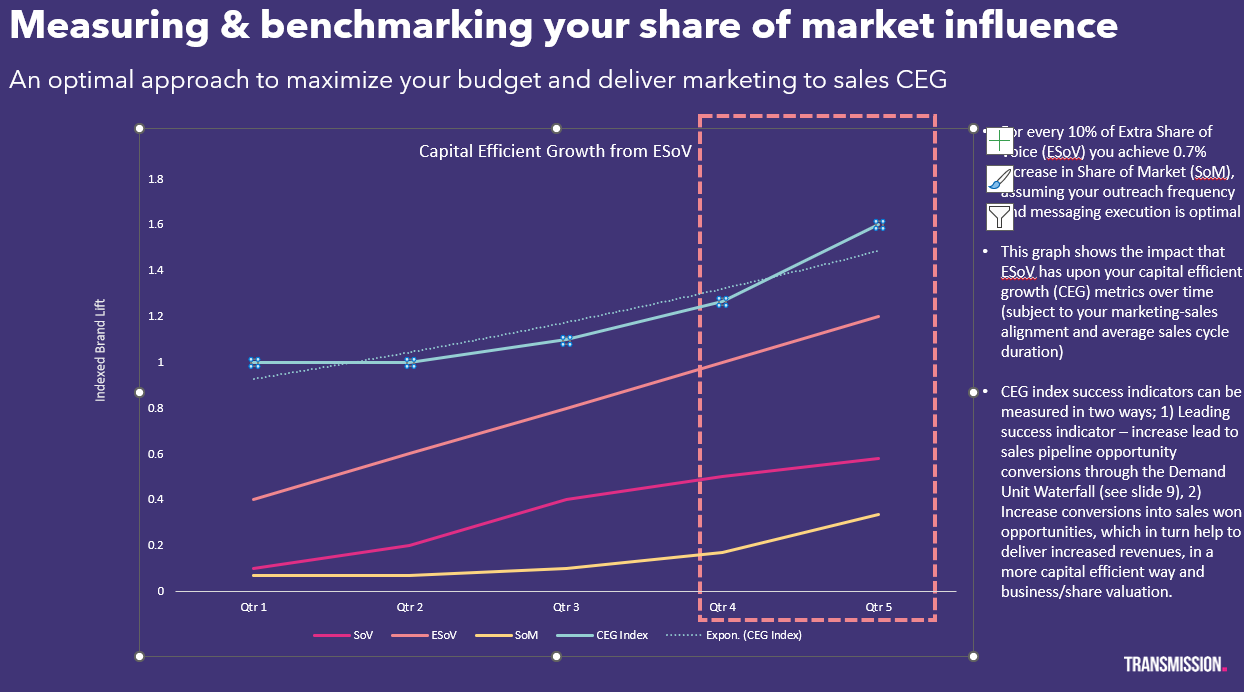 Measuring & benchmarking your share of market influence
An optimal approach to maximize your budget and deliver marketing to sales CEG
Capital Efficient Growth from ESoV
Indexed Brand Lift
1.8
1.6
1.4
1.2
1
0.8
0.6
0.4
0.2
0
Qtr 1 Qtr 2 Qtr 3 Qtr 4 Qtr 5
SoV ESoV SoM CEG Index Expon. (CEG Index)
• every 10% of Extra Share of
(ESoV) you achieve 0.7%
in Share of Market (SoM),
assuming your outreach frequency
messaging execution is optimal
• This graph shows the impact that
ESoV has upon your capital efficient
growth (CEG) metrics over time
(subject to your marketing-sales
alignment and average sales cycle
duration)
• CEG index success indicators can be
measured in two ways; 1) Leading
success indicator – increase lead to
sales pipeline opportunity
conversions through the Demand
Unit Waterfall (see slide 9), 2)
Increase conversions into sales won
opportunities, which in turn help to
deliver increased revenues, in a
more capital efficient way and
business/share valuation.
TRANSMISSION.